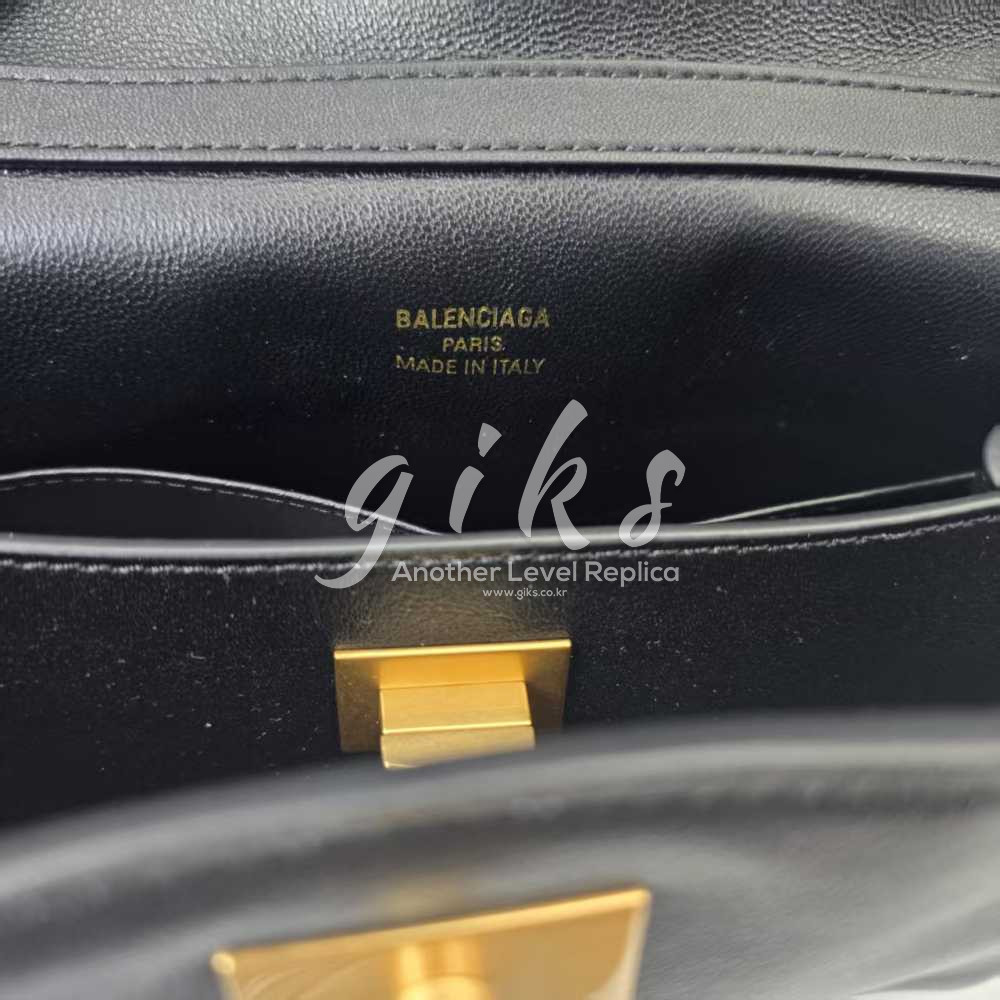 BALENCIAGA
PARIS
MADE IN ITALY
giks
Another Level Replica
www.giks.co.kr